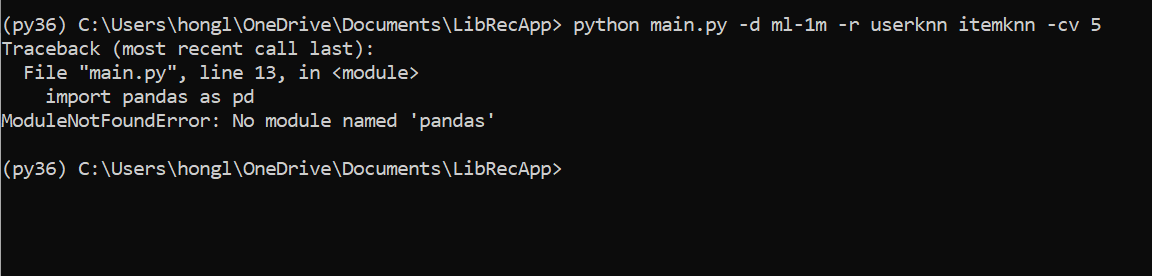 (py36) C:\Users\hongl\OneDrive\Documents\LibRecApp> python main.py -d ml-1m -r userknn itemknn -cv 5
Traceback (most recent call last):
  File "main.py", line 13, in <module>
    import pandas as pd
ModuleNotFoundError: No module named 'pandas'
(py36) C:\Users\hongl\OneDrive\Documents\LibRecApp>